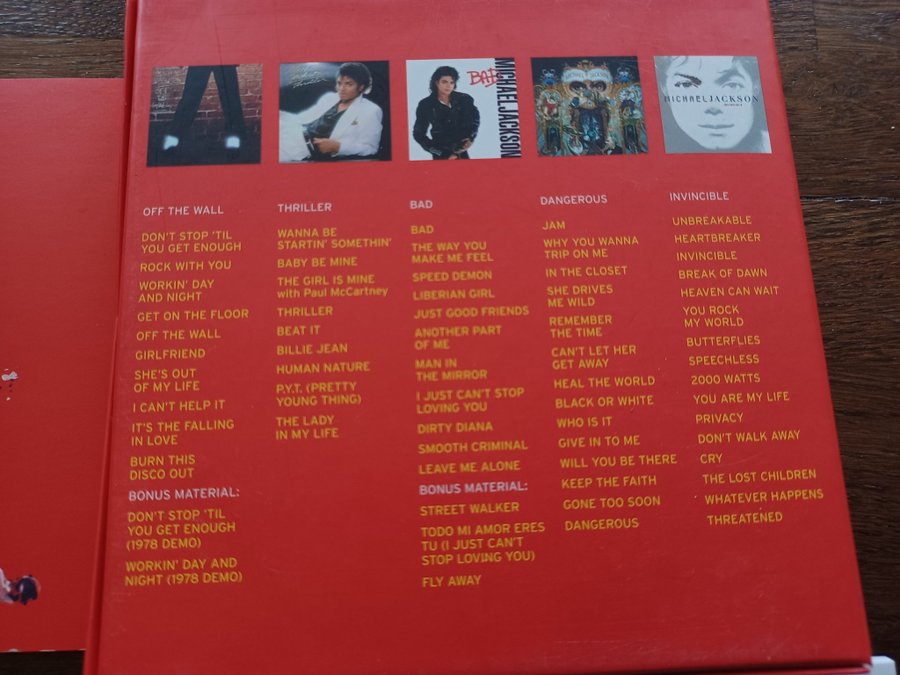 BAD
MICHAEL JACKSON
MICHAEL JACKSON
OFF THE WALL
DON'T STOP 'TIL
YOU GET ENOUGH
ROCK WITH YOU
WORKIN' DAY
AND NIGHT
GET ON THE FLOOR
OFF THE WALL
GIRLFRIEND
SHE'S OUT
OF MY LIFE
I CAN'T HELP IT
IT'S THE FALLING
IN LOVE
BURN THIS
DISCO OUT
BONUS MATERIAL:
DON'T STOP 'TIL
YOU GET ENOUGH
(1978 DEMO)
WORKIN' DAY AND
NIGHT (1978 DEMO)
THRILLER
WANNA BE
STARTIN' SOMETHIN'
BABY BE MINE
THE GIRL IS MINE
with Paul McCartney
THRILLER
BEAT IT
BILLIE JEAN
HUMAN NATURE
P.Y.T. (PRETTY
YOUNG THING)
THE LADY
IN MY LIFE
BAD
BAD
THE WAY YOU
MAKE ME FEEL
SPEED DEMON
LIBERIAN GIRL
JUST GOOD FRIENDS
ANOTHER PART
OF ME
MAN IN
THE MIRROR
I JUST CAN'T STOP
LOVING YOU
DIRTY DIANA
SMOOTH CRIMINAL
LEAVE ME ALONE
BONUS MATERIAL:
STREET WALKER
TODO MI AMOR ERES
TU (I JUST CAN'T
STOP LOVING YOU)
FLY AWAY
DANGEROUS
JAM
WHY YOU WANNA
TRIP ON ME
IN THE CLOSET
SHE DRIVES
ME WILD
REMEMBER
THE TIME
CAN'T LET HER
GET AWAY
HEAL THE WORLD
BLACK OR WHITE
WHO IS IT
GIVE IN TO ME
WILL YOU BE THERE
KEEP THE FAITH
GONE TOO SOON
DANGEROUS
INVINCIBLE
UNBREAKABLE
HEARTBREAKER
INVINCIBLE
BREAK OF DAWN
HEAVEN CAN WAIT
YOU ROCK
MY WORLD
BUTTERFLIES
SPEECHLESS
2000 WATTS
YOU ARE MY LIFE
PRIVACY
DON'T WALK AWAY
CRY
THE LOST CHILDREN
WHATEVER HAPPENS
THREATENED